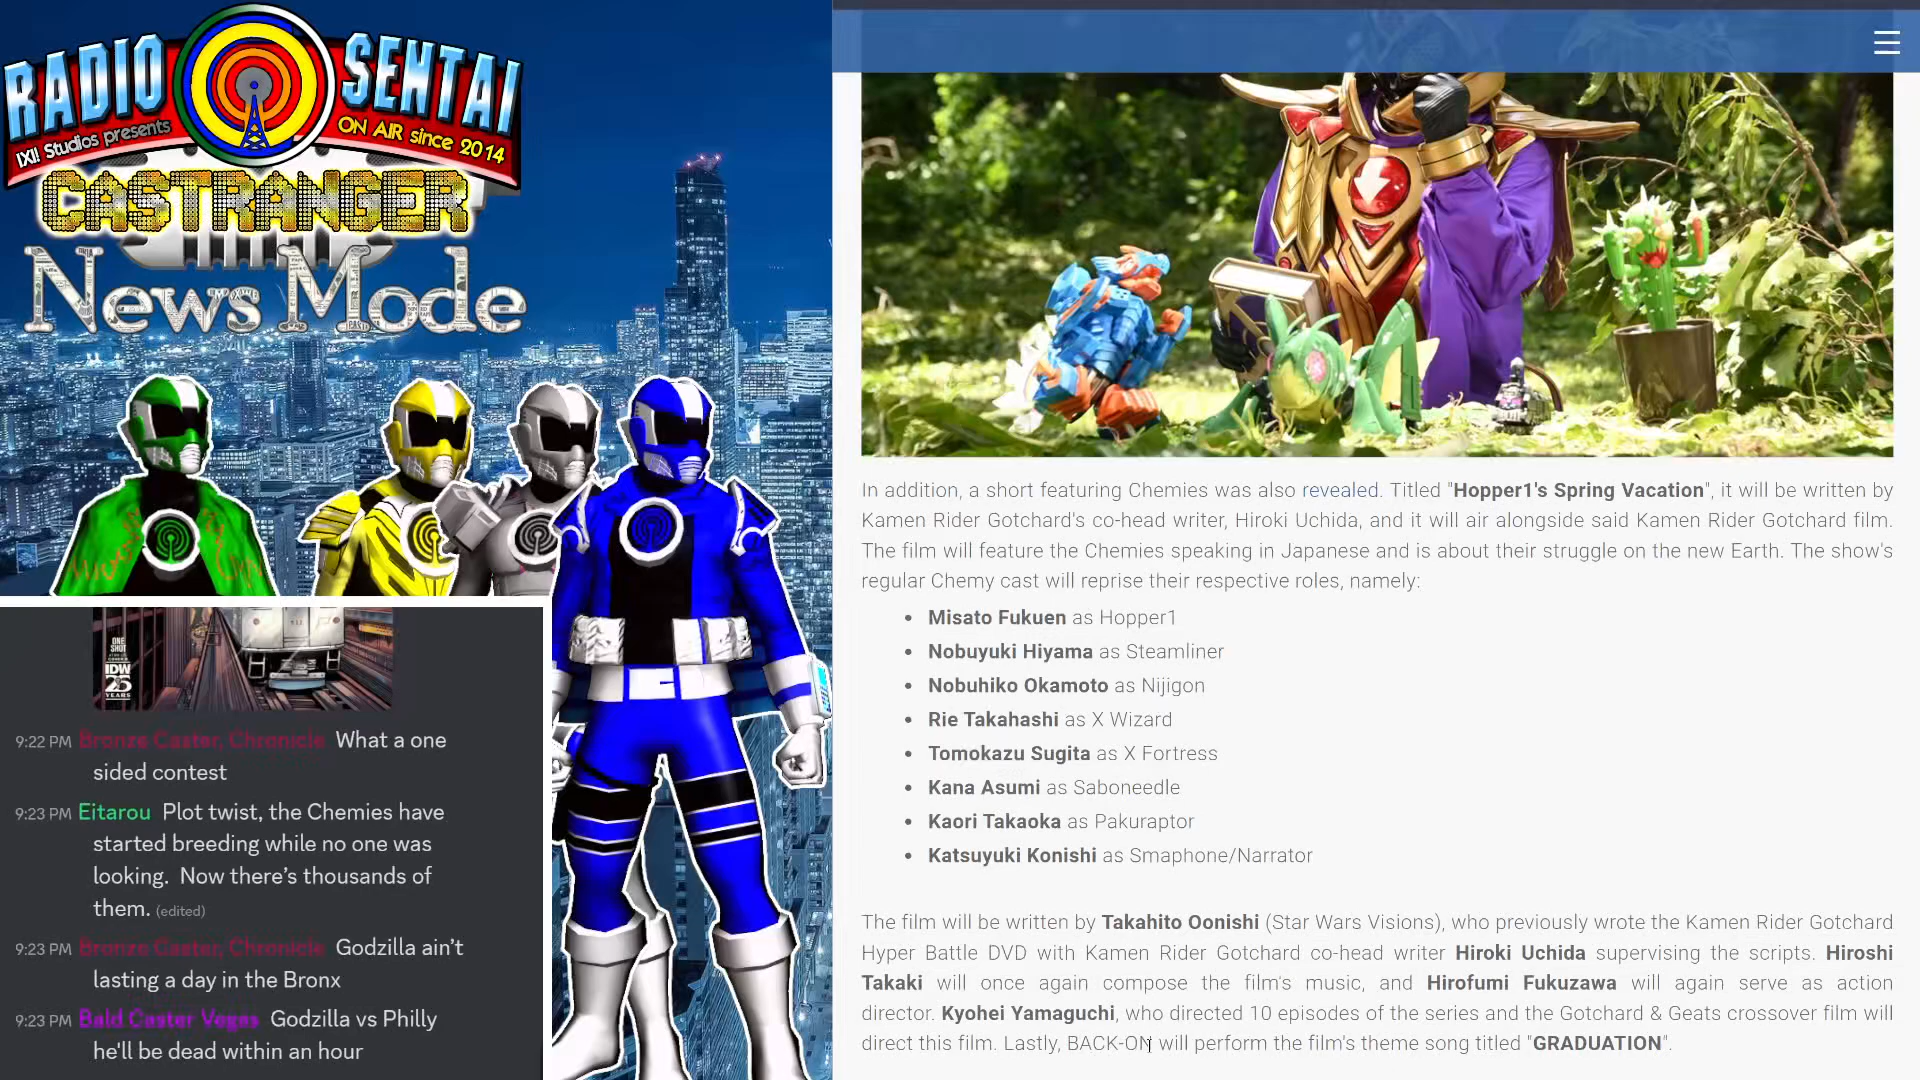 RADIO SENTAI
IXI! Studios presents
ON AIR since 2014
CASTRANGER
News Mode
ONE
SHOT
IDW
25
YEARS
9:22 PM Bronze Caster, Chronicle What a one
sided contest
9:23 PM Eitarou Plot twist, the Chemies have
started breeding while no one was
looking. Now there's thousands of
them. (edited)
9:23 PM Bronze Caster, Chronicle Godzilla ain't
lasting a day in the Bronx
9:23 PM Bald Caster Vegas Godzilla vs Philly
he'll be dead within an hour
In addition, a short featuring Chemies was also revealed. Titled "Hopper1's Spring Vacation", it will be written by
Kamen Rider Gotchard's co-head writer, Hiroki Uchida, and it will air alongside said Kamen Rider Gotchard film.
The film will feature the Chemies speaking in Japanese and is about their struggle on the new Earth. The show's
regular Chemy cast will reprise their respective roles, namely:
• Misato Fukuen as Hopper1
• Nobuyuki Hiyama as Steamliner
• Nobuhiko Okamoto as Nijigon
• Rie Takahashi as X Wizard
• Tomokazu Sugita as X Fortress
• Kana Asumi as Saboneedle
• Kaori Takaoka as Pakuraptor
• Katsuyuki Konishi as Smaphone/Narrator
The film will be written by Takahito Oonishi (Star Wars Visions), who previously wrote the Kamen Rider Gotchard
Hyper Battle DVD with Kamen Rider Gotchard co-head writer Hiroki Uchida supervising the scripts. Hiroshi
Takaki will once again compose the film's music, and Hirofumi Fukuzawa will again serve as action
director. Kyohei Yamaguchi, who directed 10 episodes of the series and the Gotchard & Geats crossover film will
direct this film. Lastly, BACK-ON will perform the film's theme song titled "GRADUATION".